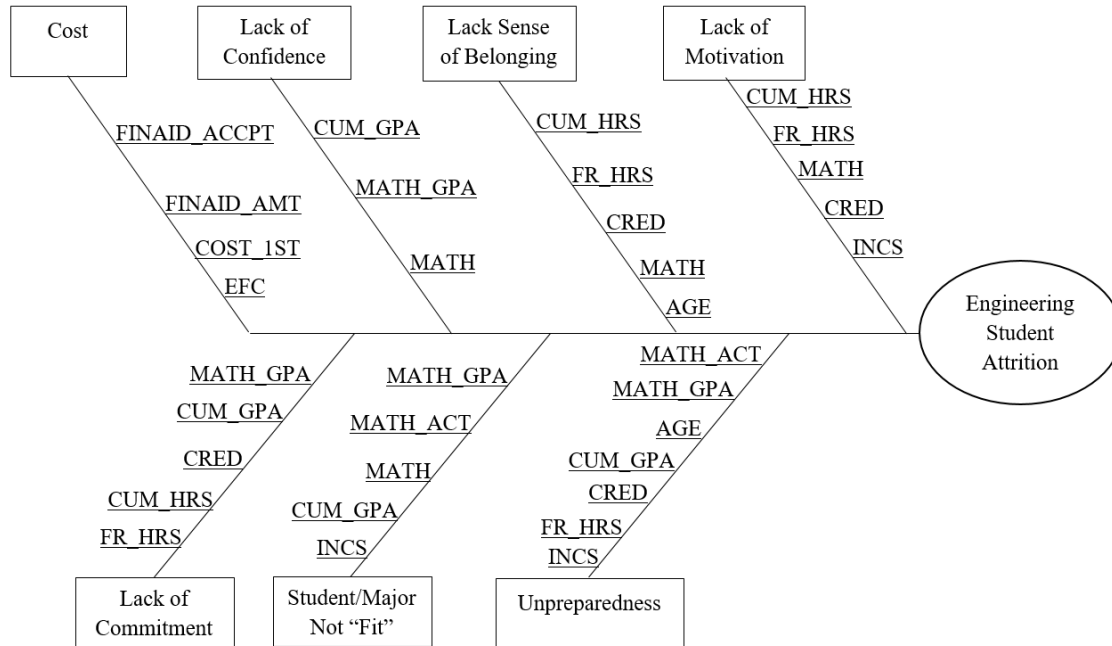 Cost
Lack of
Confidence
Lack Sense
of Belonging
Lack of
Motivation
FINAID_ACCPT
FINAID_AMT
COST_1ST
EFC
CUM_GPA
MATH_GPA
MATH
CUM_HRS
FR_HRS
CRED
MATH
AGE
CUM_HRS
FR_HRS
MATH
CRED
INCS
Engineering
Student
Attrition
MATH_GPA
CUM_GPA
CRED
CUM_HRS
FR_HRS
MATH_GPA
MATH_ACT
MATH
CUM_GPA
INCS
MATH_ACT
MATH_GPA
AGE
CUM_GPA
CRED
FR_HRS
INCS
Lack of
Commitment
Student/Major
Not “Fit”
Unpreparedness